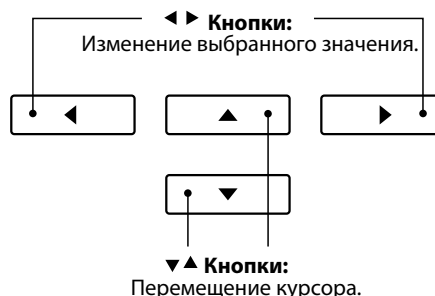 ◀ ▶ Кнопки:
Изменение выбранного значения.
▼▲ Кнопки:
Перемещение курсора.